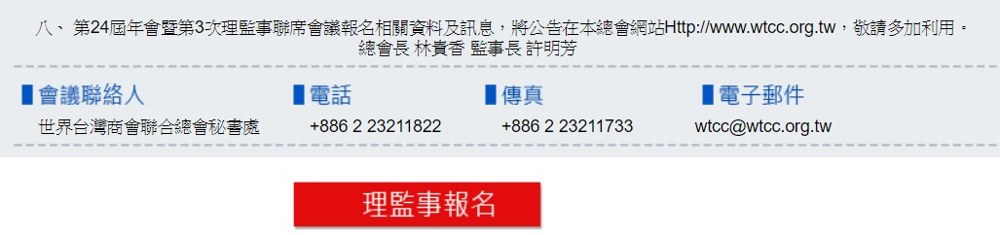 八、 第24屆年會暨第3次理監事聯席會議報名相關資料及訊息，將公告在本總會網站Http://www.wtcc.org.tw，敬請多加利用。
總會長 林貴香 監事長 許明芳
會議聯絡人 電話 傳真 電子郵件
世界台灣商會聯合總會秘書處 +886 2 23211822 +886 2 23211733 wtcc@wtcc.org.tw
理監事報名